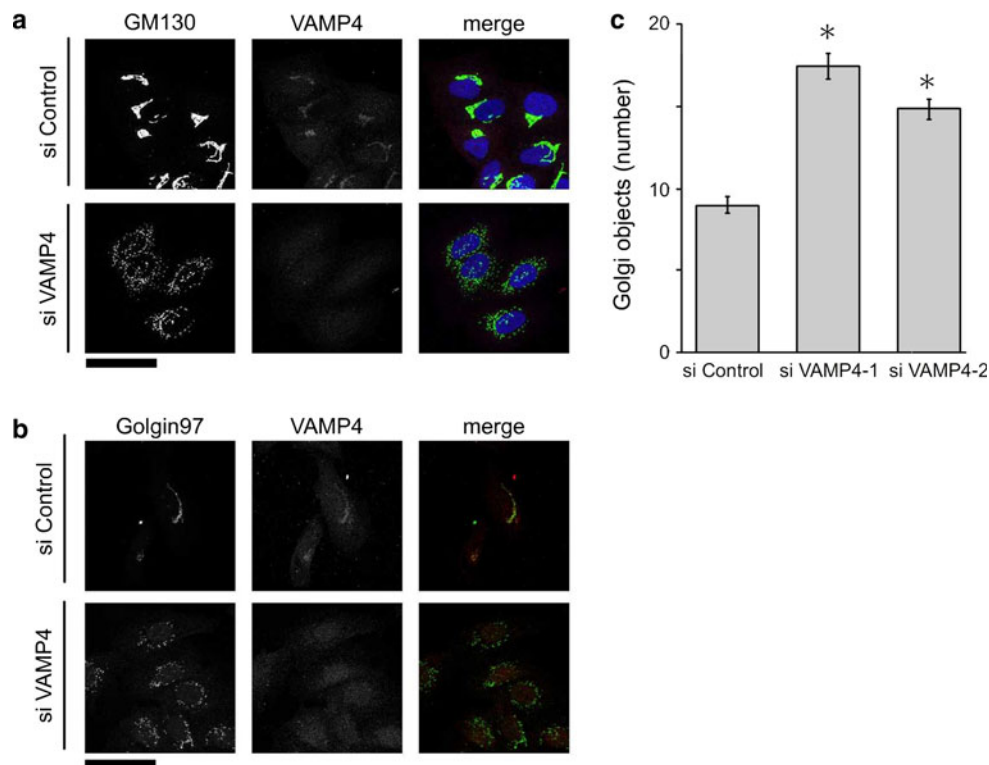 a
GM130 VAMP4 merge
si Control
si VAMP4
b
Golgin97 VAMP4 merge
si Control
si VAMP4
c
Golgi objects (number)
20
10
0
*
*
si Control si VAMP4-1 si VAMP4-2